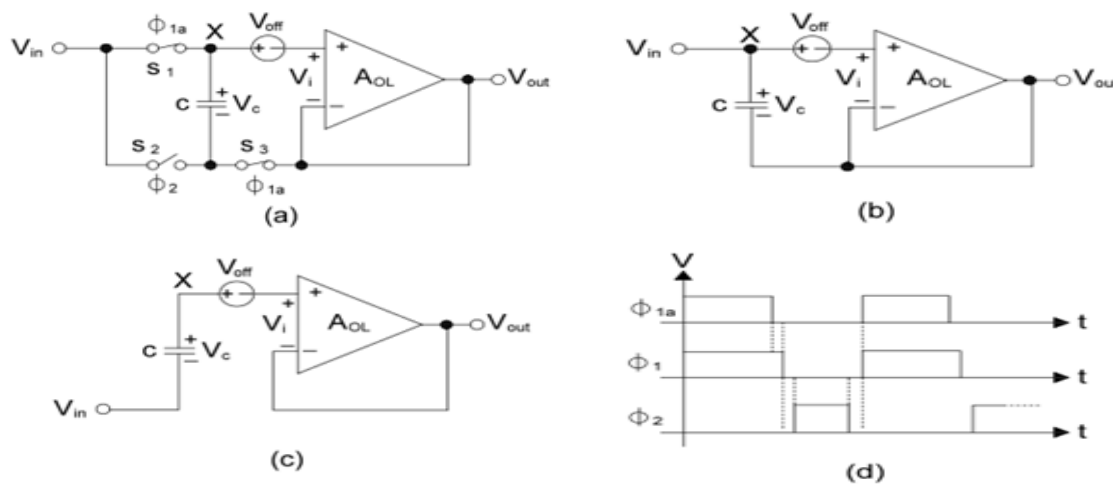 Φ1a X Voff
Vin S1 Vi + + AOL Vout
C + Vc
−
− −
S2 S3
Φ2 Φ1a
(a)
X Voff
Vin + + AOL
Vi Vou
C + Vc
−
− −
(b)
X Voff
+ + AOL
Vi Vout
C + Vc
−
− −
Vin
(c)
V
Φ1a t
Φ1 t
Φ2 t
(d)